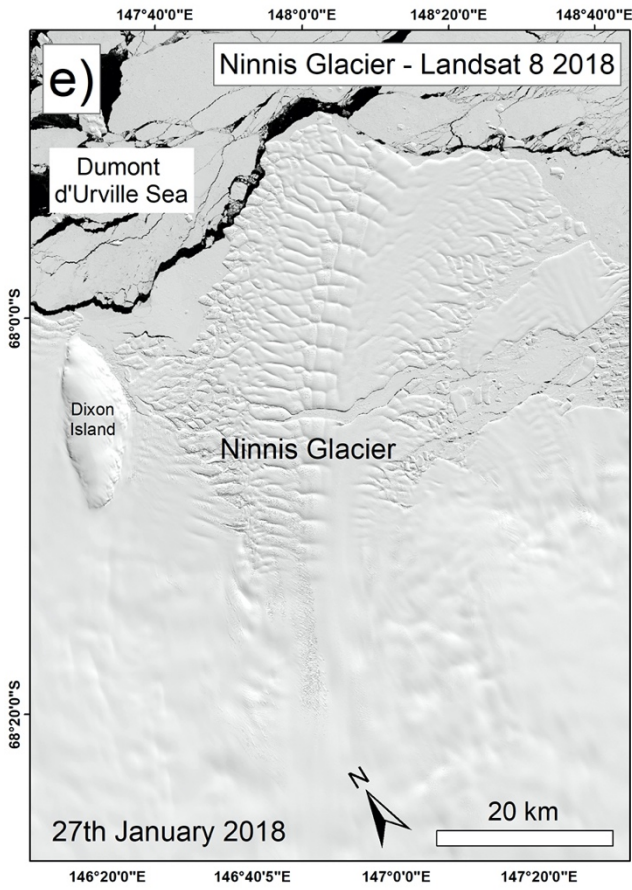 147°40'0"E 148°0'0"E 148°20'0"E 148°40'0"E
e)
Ninnis Glacier - Landsat 8 2018
Dumont
d'Urville Sea
68°0'0"S
Dixon
Island
Ninnis Glacier
68°20'0"S
N
27th January 2018
20 km
146°20'0"E 146°40'5"E 147°0'0"E 147°20'0"E